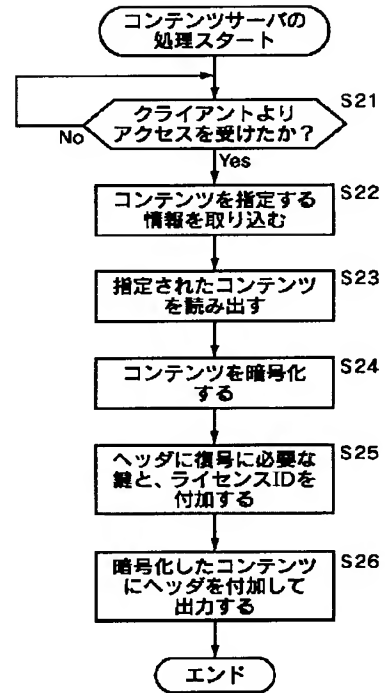 コンテンツサーバの
処理スタート
クライアントより
アクセスを受けたか？
S21
No
Yes
コンテンツを指定する
情報を取り込む
S22
指定されたコンテンツ
を読み出す
S23
コンテンツを暗号化
する
S24
ヘッダに復号に必要な
鍵と、ライセンスIDを
付加する
S25
暗号化したコンテンツ
にヘッダを付加して
出力する
S26
エンド